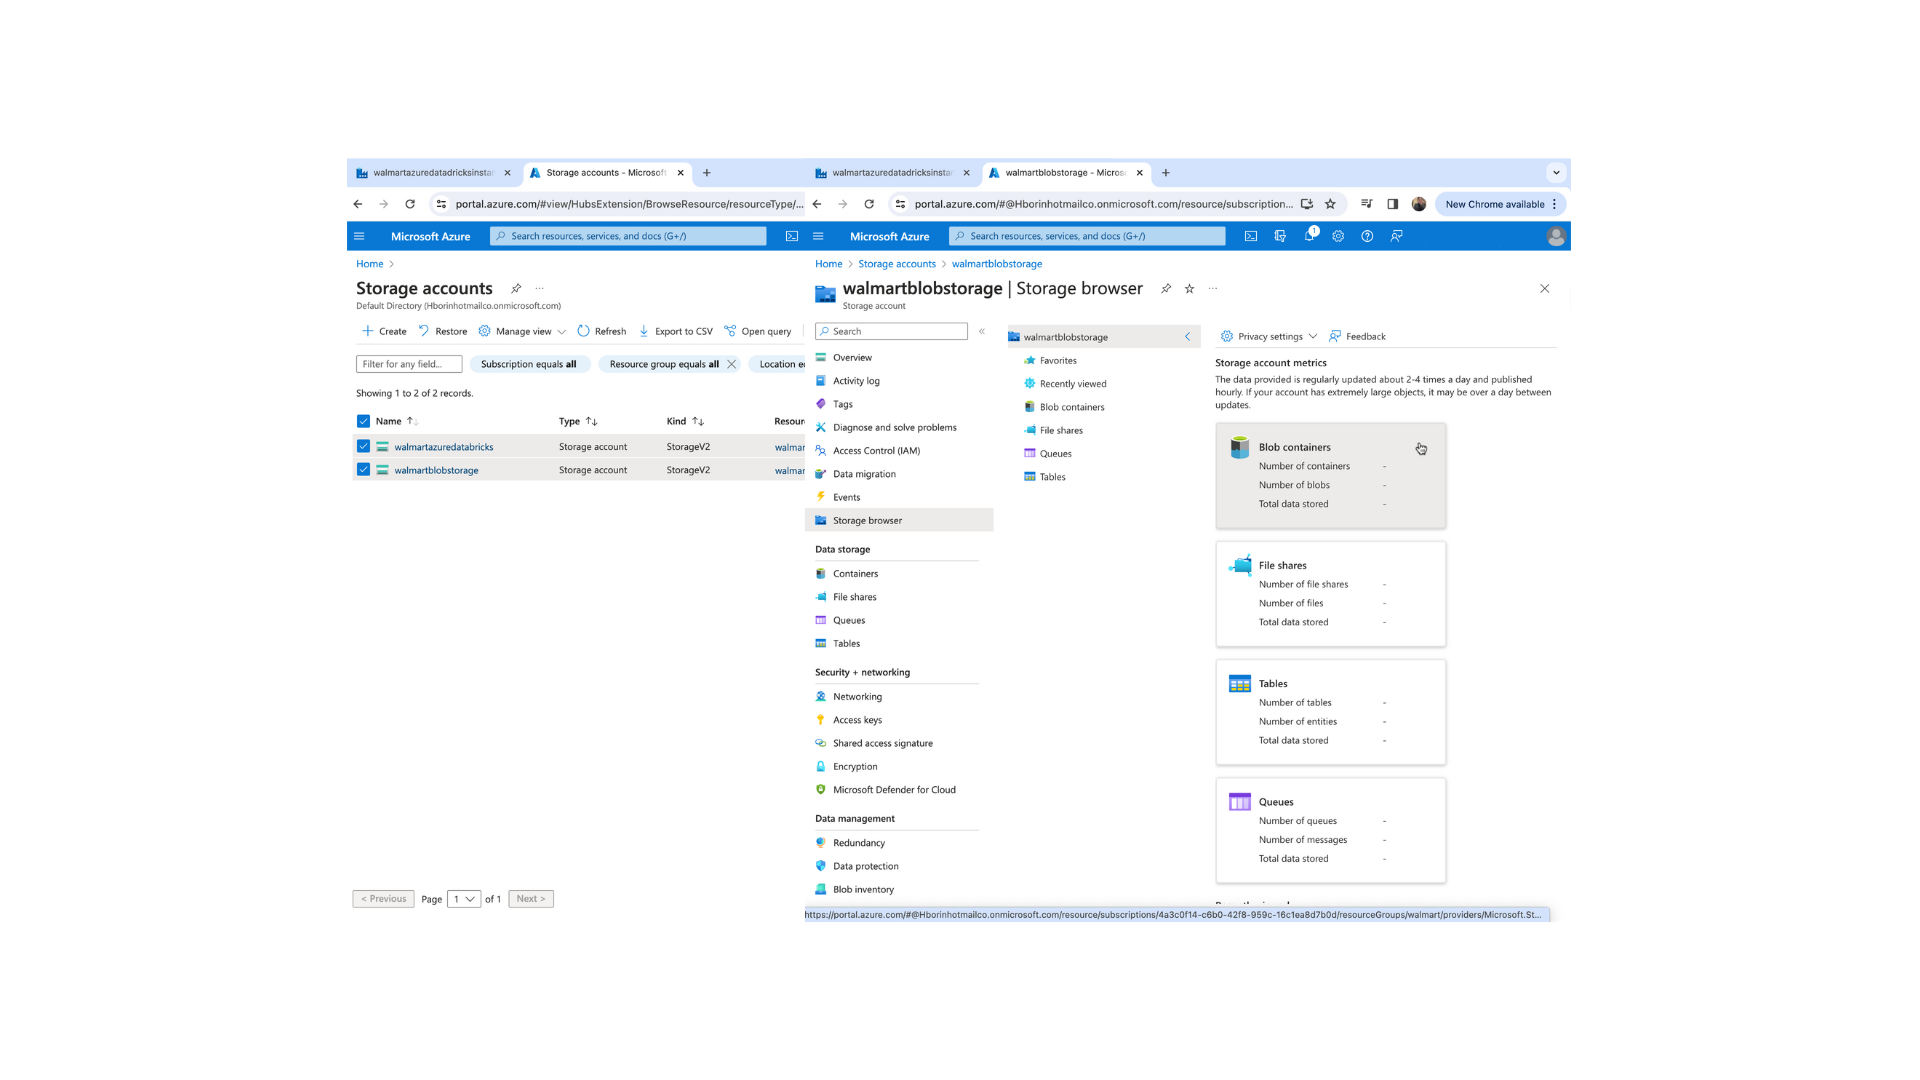 walmartazuredatadricksinsta
Storage accounts - Microsoft
portal.azure.com/#view/HubsExtension/BrowseResource/resourceType/...
Microsoft Azure
Search resources, services, and docs (G+/)
Home
Storage accounts
...
Default Directory (Hborinhotmailco.onmicrosoft.com)
Create
Restore
Manage view
Refresh
Export to CSV
Open query
Filter for any field...
Subscription equals all
Resource group equals all
Location e
Showing 1 to 2 of 2 records.
Name
Type
Kind
Resour
walmartazuredatabricks
Storage account
StorageV2
walmar
walmartblobstorage
Storage account
StorageV2
walmar
< Previous
Page
1
of 1
Next >
walmartazuredatadricksinsta
walmartblobstorage - Micros
portal.azure.com/#@Hborinhotmailco.onmicrosoft.com/resource/subscription...
New Chrome available
Microsoft Azure
Search resources, services, and docs (G+/)
1
Home
Storage accounts
walmartblobstorage
walmartblobstorage | Storage browser
...
Storage account
Search
«
Overview
Activity log
Tags
Diagnose and solve problems
Access Control (IAM)
Data migration
Events
Storage browser
Data storage
Containers
File shares
Queues
Tables
Security + networking
Networking
Access keys
Shared access signature
Encryption
Microsoft Defender for Cloud
Data management
Redundancy
Data protection
Blob inventory
walmartblobstorage
Favorites
Recently viewed
Blob containers
File shares
Queues
Tables
Privacy settings
Feedback
Storage account metrics
The data provided is regularly updated about 2-4 times a day and published
hourly. If your account has extremely large objects, it may be over a day between
updates.
Blob containers
Number of containers -
Number of blobs -
Total data stored -
File shares
Number of file shares -
Number of files -
Total data stored -
Tables
Number of tables -
Number of entities -
Total data stored -
Queues
Number of queues -
Number of messages -
Total data stored -
https://portal.azure.com/#@Hborinhotmailco.onmicrosoft.com/resource/subscriptions/4a3c0f14-c6b0-42f8-959c-16c1ea8d7b0d/resourceGroups/walmart/providers/Microsoft.St...